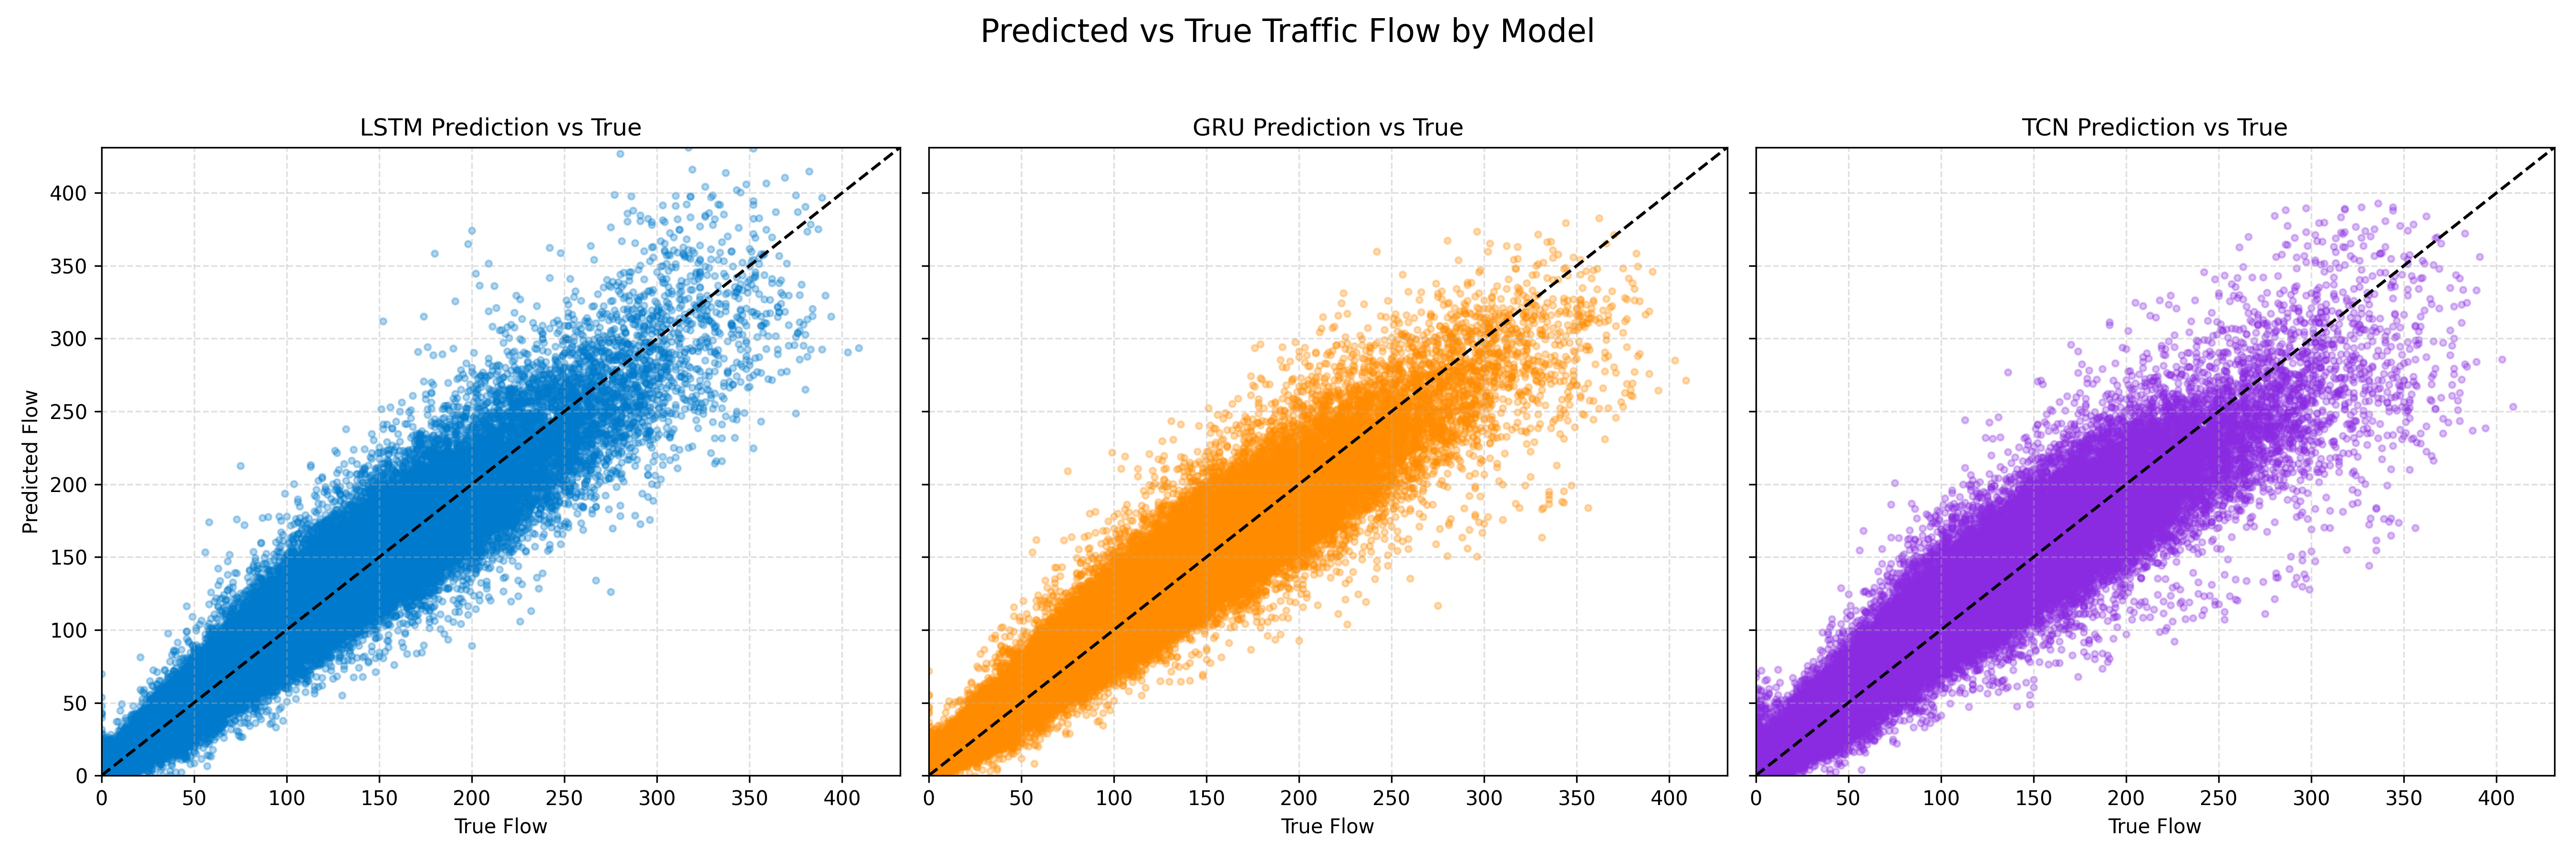 Predicted vs True Traffic Flow by Model
LSTM Prediction vs True
GRU Prediction vs True
TCN Prediction vs True
Predicted Flow
400
350
300
250
200
150
100
50
0
0 50 100 150 200 250 300 350 400
0 50 100 150 200 250 300 350 400
0 50 100 150 200 250 300 350 400
True Flow
True Flow
True Flow